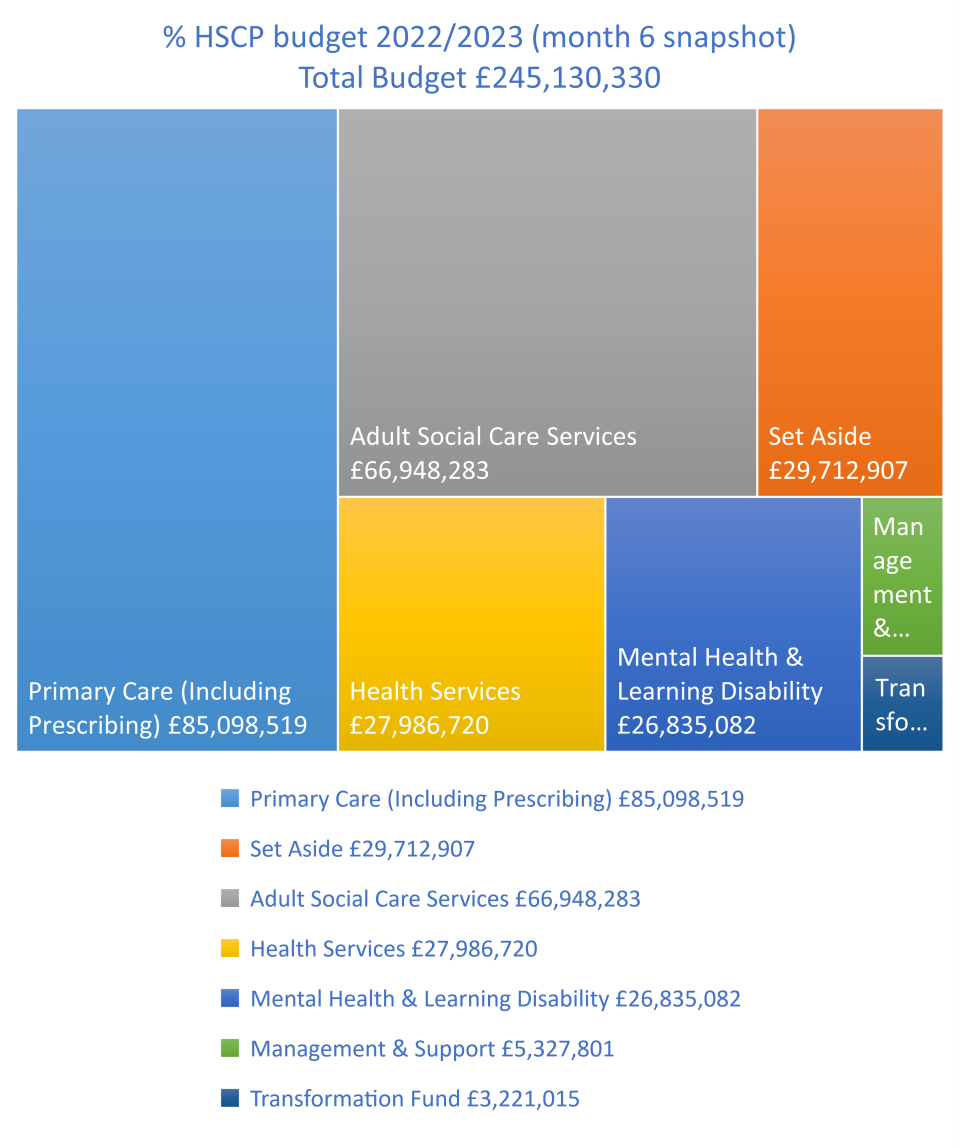 % HSCP budget 2022/2023 (month 6 snapshot)
Total Budget £245,130,330
Primary Care (Including
Prescribing) £85,098,519
Adult Social Care Services
£66,948,283
Set Aside
£29,712,907
Health Services
£27,986,720
Mental Health &
Learning Disability
£26,835,082
Man
age
ment
&...
Tran
sfo...
Primary Care (Including Prescribing) £85,098,519
Set Aside £29,712,907
Adult Social Care Services £66,948,283
Health Services £27,986,720
Mental Health & Learning Disability £26,835,082
Management & Support £5,327,801
Transformation Fund £3,221,015